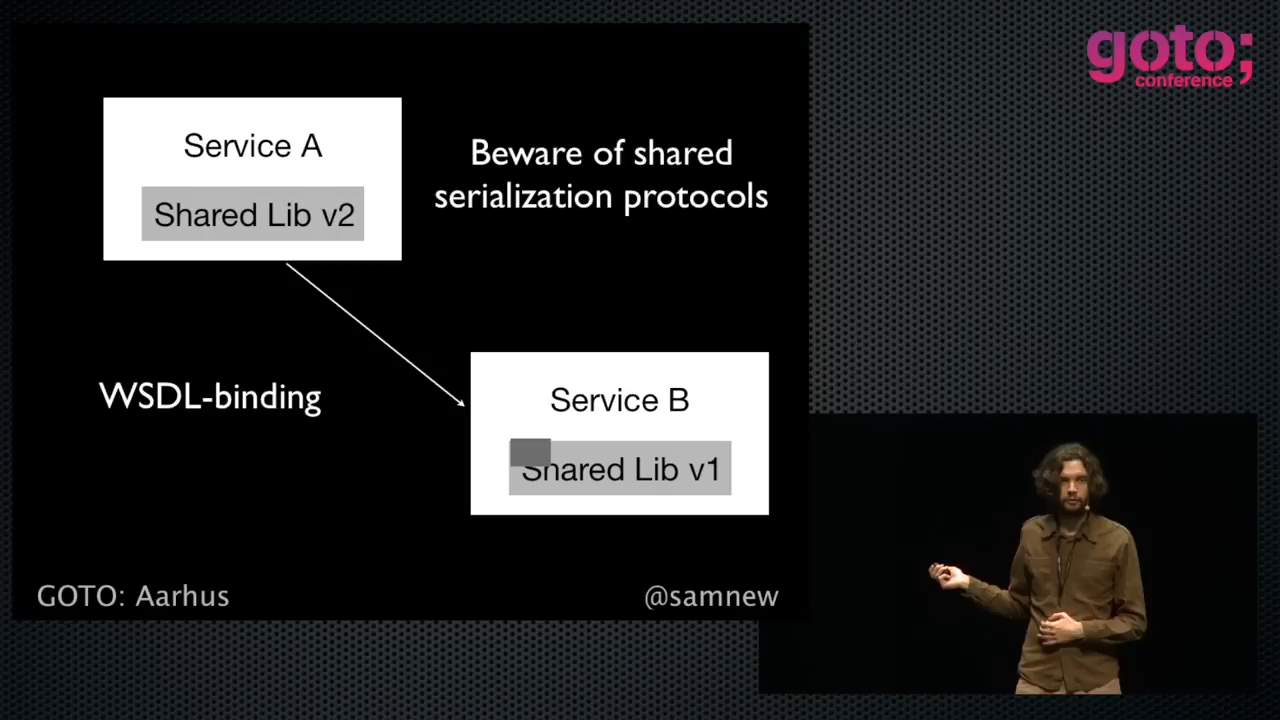 goto;
conference
Service A
Shared Lib v2
Beware of shared
serialization protocols
WSDL-binding
Service B
Shared Lib v1
GOTO: Aarhus
@samnew